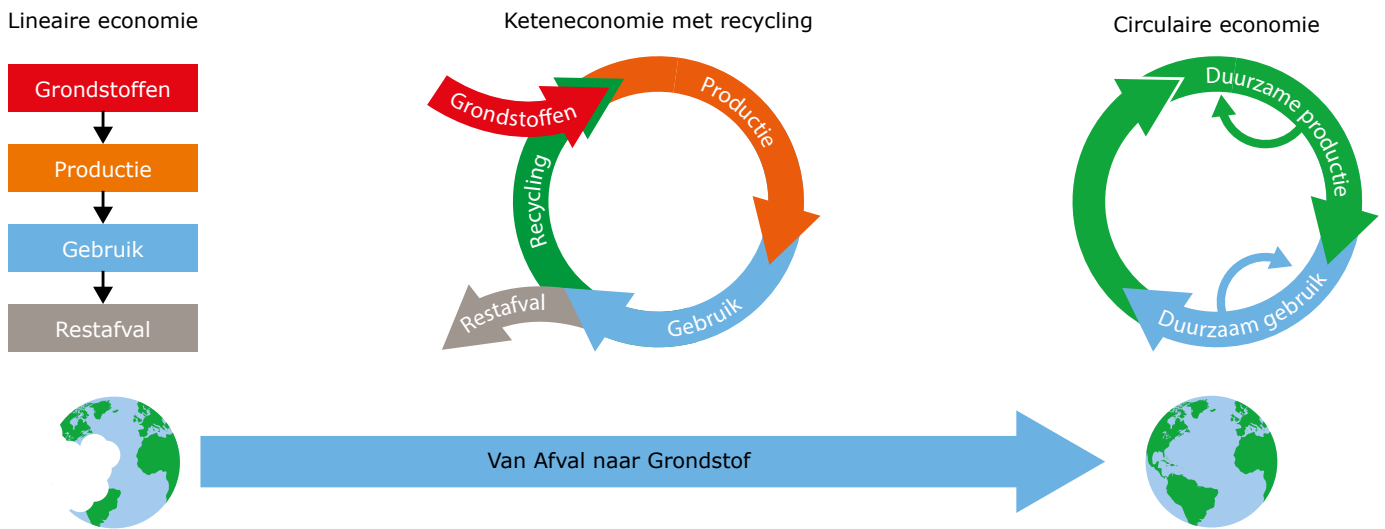 Lineaire economie
Grondstoffen
Productie
Gebruik
Restafval
Keteneconomie met recycling
Grondstoffen
Productie
Recycling
Restafval
Gebruik
Circulaire economie
Duurzame productie
Duurzaam gebruik
Van Afval naar Grondstof